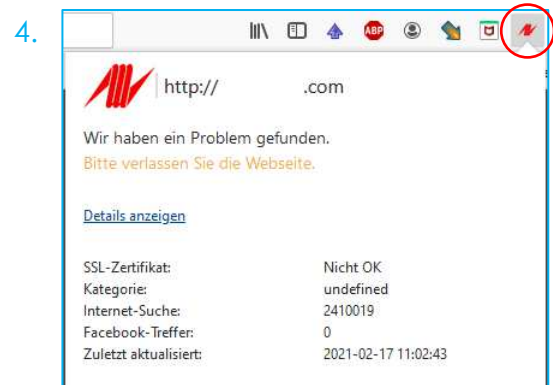 4.
ABP
http:// .com
Wir haben ein Problem gefunden.
Bitte verlassen Sie die Webseite.
Details anzeigen
SSL-Zertifikat: Nicht OK
Kategorie: undefined
Internet-Suche: 2410019
Facebook-Treffer: 0
Zuletzt aktualisiert: 2021-02-17 11:02:43